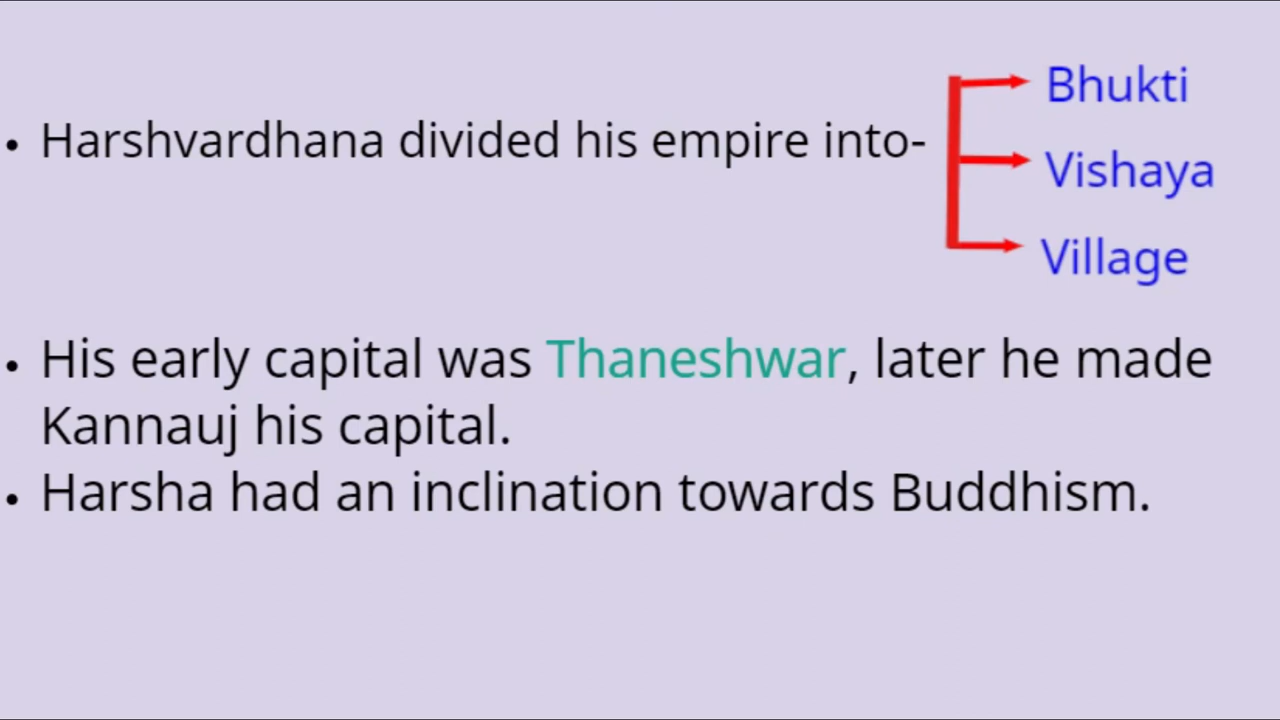 Bhukti
• Harshvardhana divided his empire into-
Vishaya
Village
• His early capital was Thaneshwar, later he made
Kannauj his capital.
• Harsha had an inclination towards Buddhism.